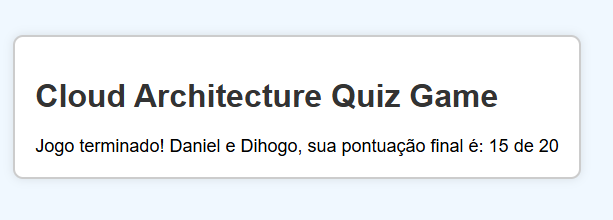 Cloud Architecture Quiz Game
Jogo terminado! Daniel e Dihogo, sua pontuação final é: 15 de 20